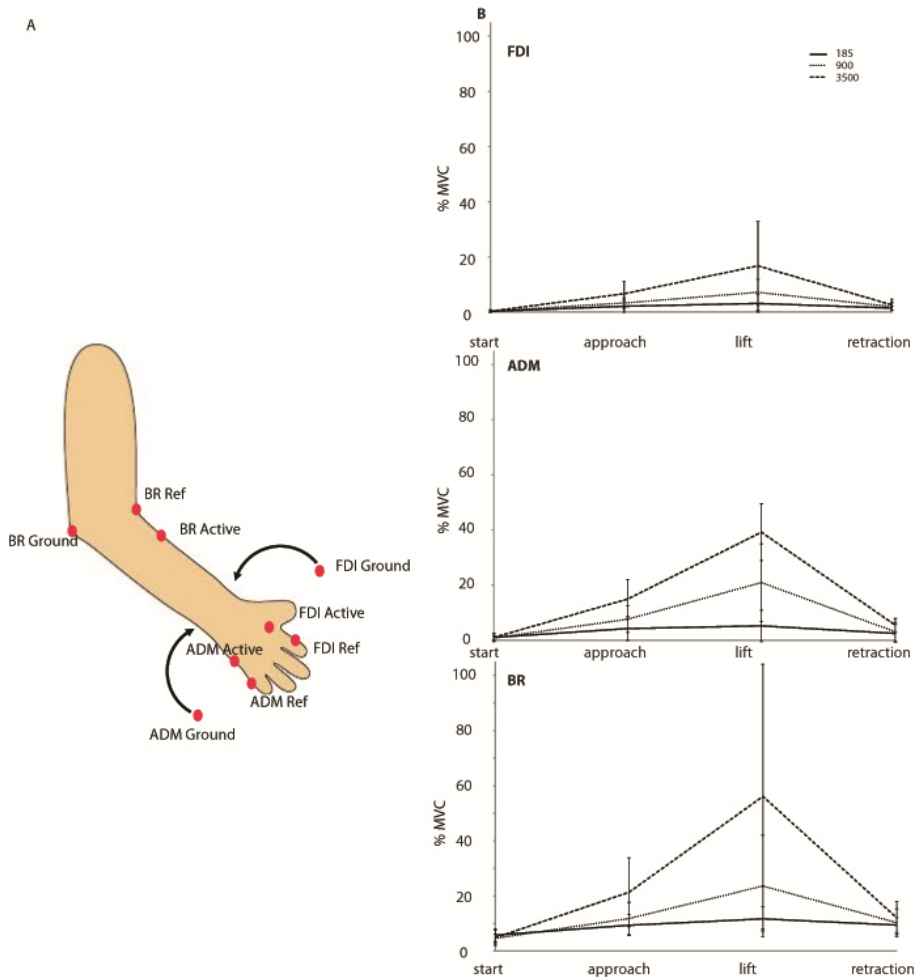 A
BR Ref
BR Active
BR Ground
FDI Ground
FDI Active
FDI Ref
ADM Active
ADM Ref
ADM Ground
B
FDI
185
900
3500
100
80
60
40
20
0
% MVC
start approach lift retraction
ADM
100
80
60
40
20
0
% MVC
start approach lift retraction
BR
100
80
60
40
20
0
% MVC
start approach lift retraction